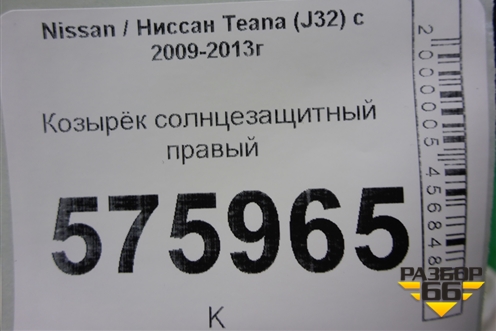 Nissan / Ниссан Teana (J32) с
2009-2013г
Козырёк солнцезащитный
правый
575965
К
2000005456848
РАЗБОР
66